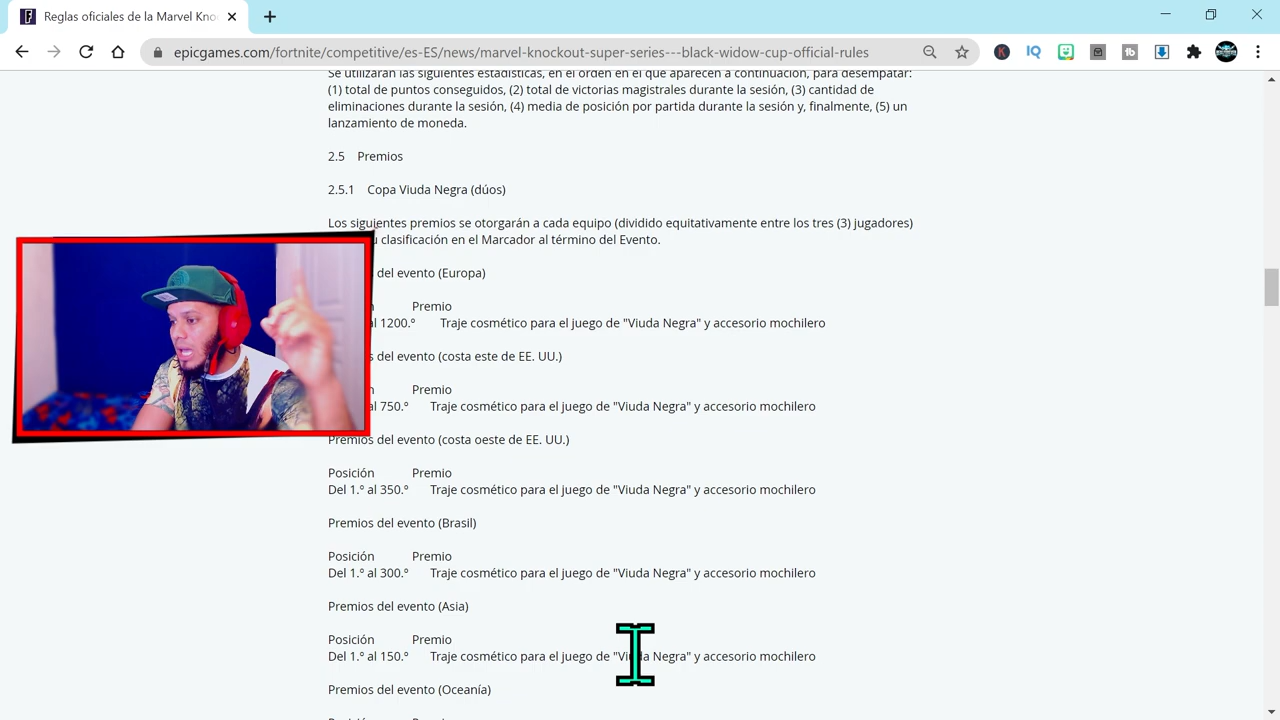 Reglas oficiales de la Marvel Kno
epicgames.com/fortnite/competitive/es-ES/news/marvel-knockout-super-series---black-widow-cup-official-rules
Se utilizarán las siguientes estadísticas, en el orden en el que aparecen a continuación, para desempatar:
(1) total de puntos conseguidos, (2) total de victorias magistrales durante la sesión, (3) cantidad de
eliminaciones durante la sesión, (4) media de posición por partida durante la sesión y, finalmente, (5) un
lanzamiento de moneda.
2.5 Premios
2.5.1 Copa Viuda Negra (dúos)
Los siguientes premios se otorgarán a cada equipo (dividido equitativamente entre los tres (3) jugadores)
clasificación en el Marcador al término del Evento.
del evento (Europa)
Premio
al 1200.º Traje cosmético para el juego de "Viuda Negra" y accesorio mochilero
del evento (costa este de EE. UU.)
Premio
al 750.º Traje cosmético para el juego de "Viuda Negra" y accesorio mochilero
Premios del evento (costa oeste de EE. UU.)
Posición Premio
Del 1.º al 350.º Traje cosmético para el juego de "Viuda Negra" y accesorio mochilero
Premios del evento (Brasil)
Posición Premio
Del 1.º al 300.º Traje cosmético para el juego de "Viuda Negra" y accesorio mochilero
Premios del evento (Asia)
Posición Premio
Del 1.º al 150.º Traje cosmético para el juego de "Viuda Negra" y accesorio mochilero
Premios del evento (Oceanía)